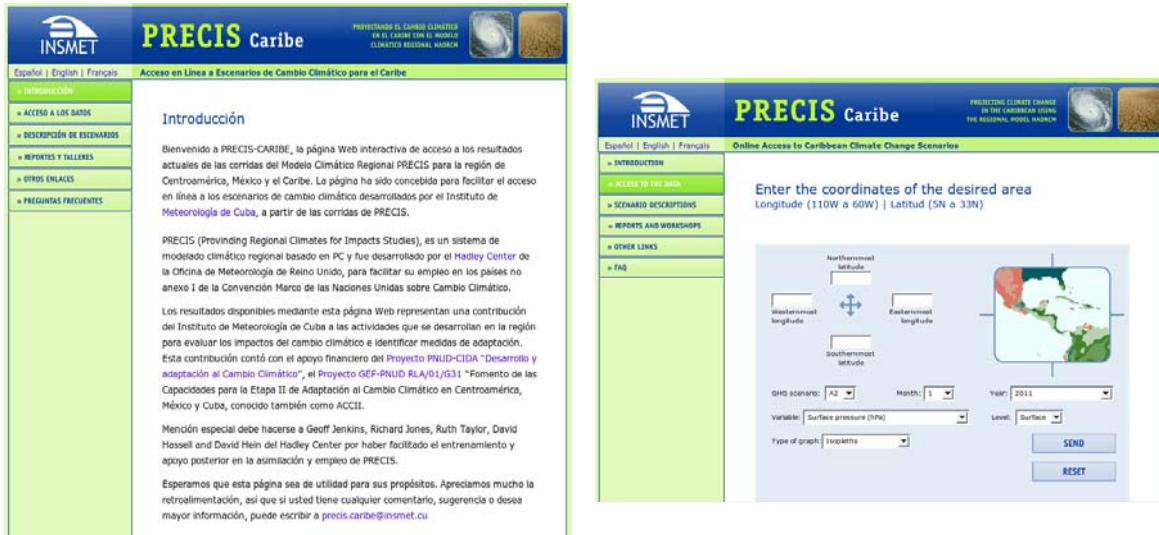 INSMET
PRECIS Caribe
PROYECTANDO EL CAMBIO CLIMÁTICO
EN EL CARIBE CON EL MODELO
CLIMÁTICO REGIONAL HADRCM
Español | English | Français
Acceso en Línea a Escenarios de Cambio Climático para el Caribe
» INTRODUCCIÓN
» ACCESO A LOS DATOS
» DESCRIPCIÓN DE ESCENARIOS
» REPORTES Y TALLERES
» OTROS ENLACES
» PREGUNTAS FRECUENTES
Introducción
Bienvenido a PRECIS-CARIBE, la página Web interactiva de acceso a los resultados
actuales de las corridas del Modelo Climático Regional PRECIS para la región de
Centroamérica, México y el Caribe. La página ha sido concebida para facilitar el acceso
en línea a los escenarios de cambio climático desarrollados por el Instituto de
Meteorología de Cuba, a partir de las corridas de PRECIS.
PRECIS (Provinding Regional Climates for Impacts Studies), es un sistema de
modelado climático regional basado en PC y fue desarrollado por el Hadley Center de
la Oficina de Meteorología de Reino Unido, para facilitar su empleo en los países no
anexo I de la Convención Marco de las Naciones Unidas sobre Cambio Climático.
Los resultados disponibles mediante esta página Web representan una contribución
del Instituto de Meteorología de Cuba a las actividades que se desarrollan en la región
para evaluar los impactos del cambio climático e identificar medidas de adaptación.
Esta contribución contó con el apoyo financiero del Proyecto PNUD-CIDA "Desarrollo y
adaptación al Cambio Climático", el Proyecto GEF-PNUD RLA/01/G31 "Fomento de las
Capacidades para la Etapa II de Adaptación al Cambio Climático en Centroamérica,
México y Cuba, conocido también como ACCII.
Mención especial debe hacerse a Geoff Jenkins, Richard Jones, Ruth Taylor, David
Hassell and David Hein del Hadley Center por haber facilitado el entrenamiento y
apoyo posterior en la asimilación y empleo de PRECIS.
Esperamos que esta página sea de utilidad para sus propósitos. Apreciamos mucho la
retroalimentación, así que si usted tiene cualquier comentario, sugerencia o desea
mayor información, puede escribir a precis.caribe@insmet.cu
INSMET
PRECIS Caribe
PROJECTING CLIMATE CHANGE
IN THE CARIBBEAN USING
THE REGIONAL MODEL HADRCM
Español | English | Français
Online Access to Caribbean Climate Change Scenarios
» INTRODUCTION
» ACCESS TO THE DATA
» SCENARIO DESCRIPTIONS
» REPORTS AND WORKSHOPS
» OTHER LINKS
» FAQ
Enter the coordinates of the desired area
Longitude (110W a 60W) | Latitud (5N a 33N)
Northernmost
latitude
Westernmost
longitude
Easternmost
longitude
Southernmost
latitude
GHG scenario: A2 Month: 1 Year: 2011
Variable: Surface pressure (hPa) Level: Surface
Type of graph: Isopleths
SEND
RESET